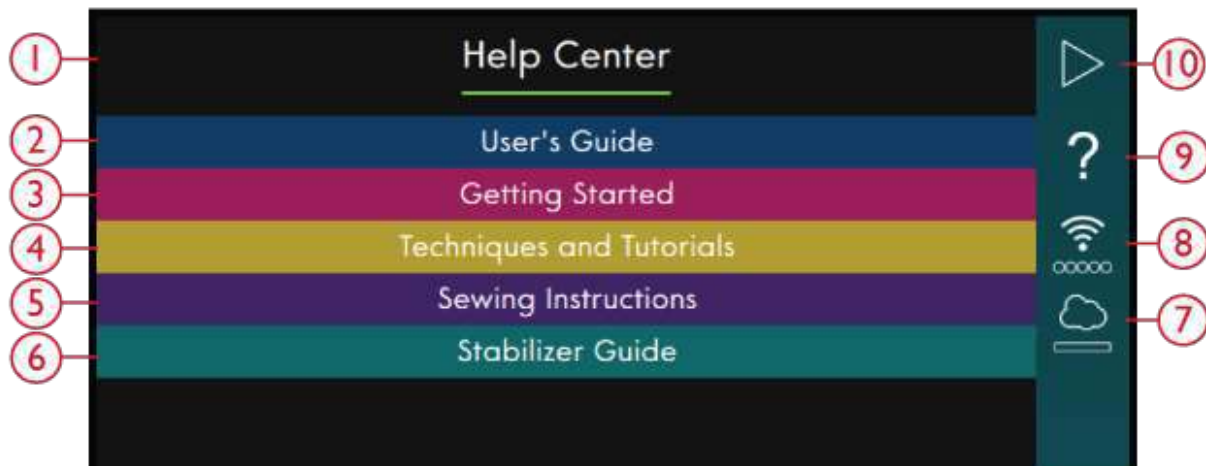 1 Help Center 10
2 User's Guide
?
9
3 Getting Started
4 Techniques and Tutorials 8
5 Sewing Instructions
7
6 Stabilizer Guide